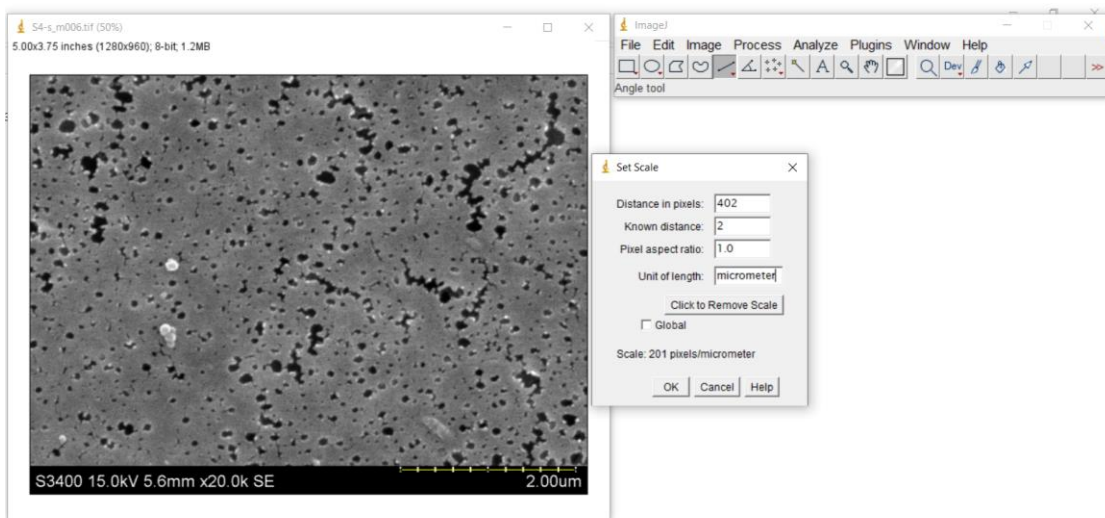 S4-s_m006.tif (50%)
5.00x3.75 inches (1280x960); 8-bit; 1.2MB
S3400 15.0kV 5.6mm x20.0k SE
2.00um
ImageJ
File Edit Image Process Analyze Plugins Window Help
A Dev
Angle tool
Set Scale
Distance in pixels: 402
Known distance: 2
Pixel aspect ratio: 1.0
Unit of length: micrometer
Click to Remove Scale
Global
Scale: 201 pixels/micrometer
OK Cancel Help